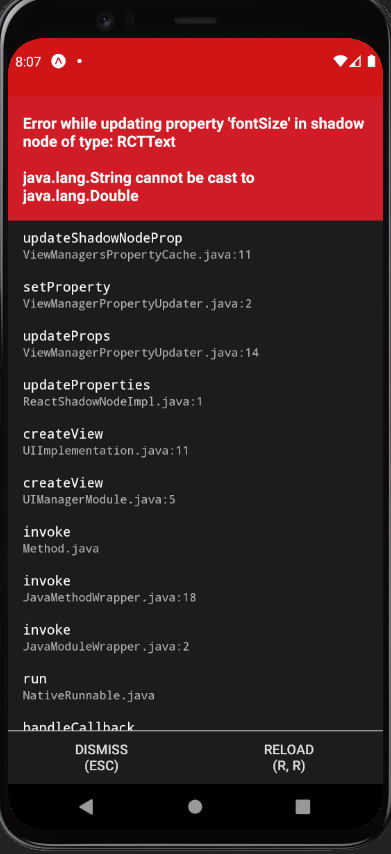 8:07
Error while updating property 'fontSize' in shadow
node of type: RCTText
java.lang.String cannot be cast to
java.lang.Double
updateShadowNodeProp
ViewManagersPropertyCache.java:11
setProperty
ViewManagerPropertyUpdater.java:2
updateProps
ViewManagerPropertyUpdater.java:14
updateProperties
ReactShadowNodeImpl.java:1
createView
UIImplementation.java:11
createView
UIManagerModule.java:5
invoke
Method.java
invoke
JavaMethodWrapper.java:18
invoke
JavaModuleWrapper.java:2
run
NativeRunnable.java
handleCallback
DISMISS
(ESC)
RELOAD
(R, R)